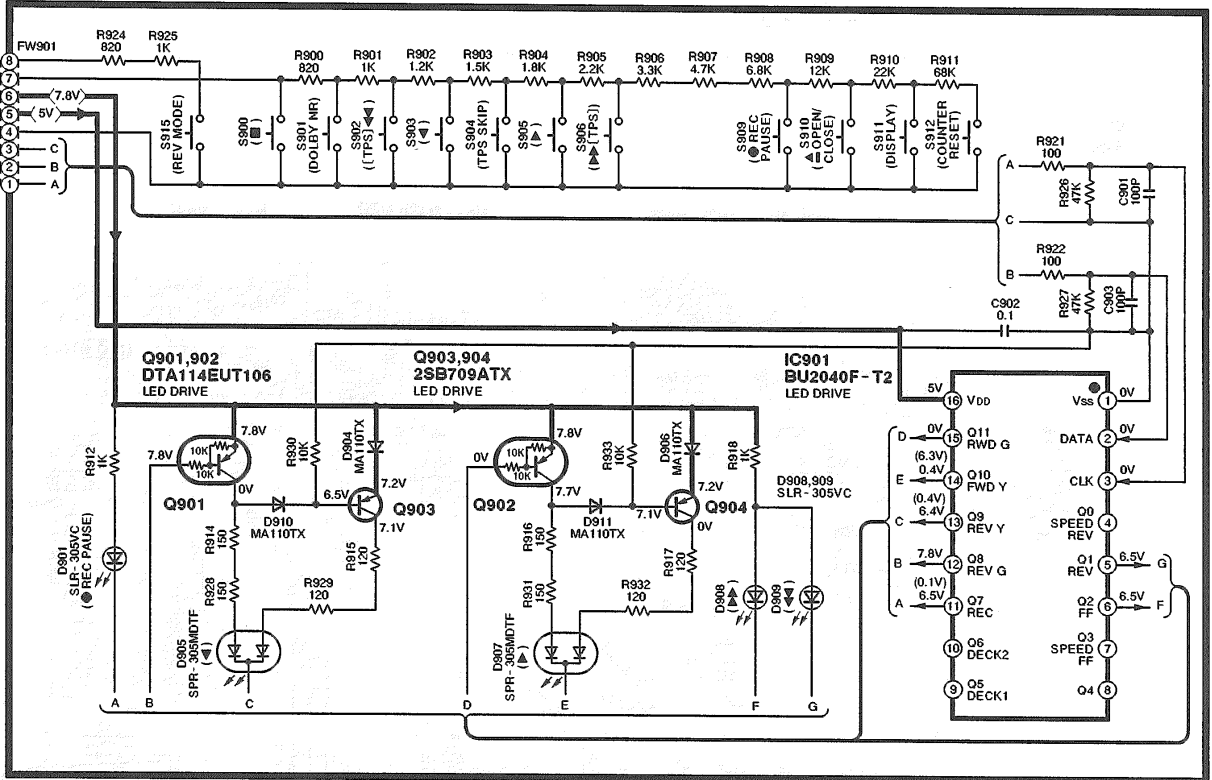 FW901
8
7
6
5
4
3
2
1
⟨7.8V⟩
⟨5V⟩
C
B
A
R924
820
R925
1K
R900
820
R901
1K
R902
1.2K
R903
1.5K
R904
1.8K
R905
2.2K
R906
3.3K
R907
4.7K
R908
6.8K
R909
12K
R910
22K
R911
68K
S915
(REV MODE)
S900
(■)
S901
(DOLBY NR)
S902
([TPS]◀◀)
S903
(◀)
S904
(TPS SKIP)
S905
(▶)
S906
▶▶[TPS])
S909
(●REC
PAUSE)
S910
▲OPEN/
CLOSE)
S911
(DISPLAY)
S912
(COUNTER
RESET)
A
C
B
R921
100
R926
47K
C901
100P
R922
100
R927
47K
C903
100P
C902
0.1
Q901,902
DTA114EUT106
LED DRIVE
Q903,904
2SB709ATX
LED DRIVE
IC901
BU2040F-T2
LED DRIVE
R912
1K
D901
SLR-305VC
(●REC PAUSE)
7.8V
7.8V
10K
10K
Q901
0V
R930
10K
D904
MA110TX
6.5V
7.2V
Q903
7.1V
D910
MA110TX
R914
150
R928
150
R915
120
R929
120
D905
SPR-305MDTF
(◀)
0V
7.8V
10K
10K
Q902
7.7V
R933
10K
D906
MA110TX
7.1V
7.2V
Q904
0V
D911
MA110TX
R916
150
R931
150
R917
120
R932
120
D907
SPR-305MDTF
(▶)
R918
1K
D908,909
SLR-305VC
D908
(▶▶)
D909
(◀◀)
A
B
C
D
E
F
G
5V
16
VDD
VSS
1
0V
D
0V
15
Q11
RWD G
DATA
2
0V
E
(6.3V)
0.4V
14
Q10
FWD Y
CLK
3
0V
C
(0.4V)
6.4V
13
Q9
REV Y
Q0
SPEED
REV
4
B
7.8V
12
Q8
REV G
Q1
REV
5
6.5V
G
A
(0.1V)
6.5V
11
Q7
REC
Q2
FF
6
6.5V
F
10
Q6
DECK2
Q3
SPEED
FF
7
9
Q5
DECK1
Q4
8